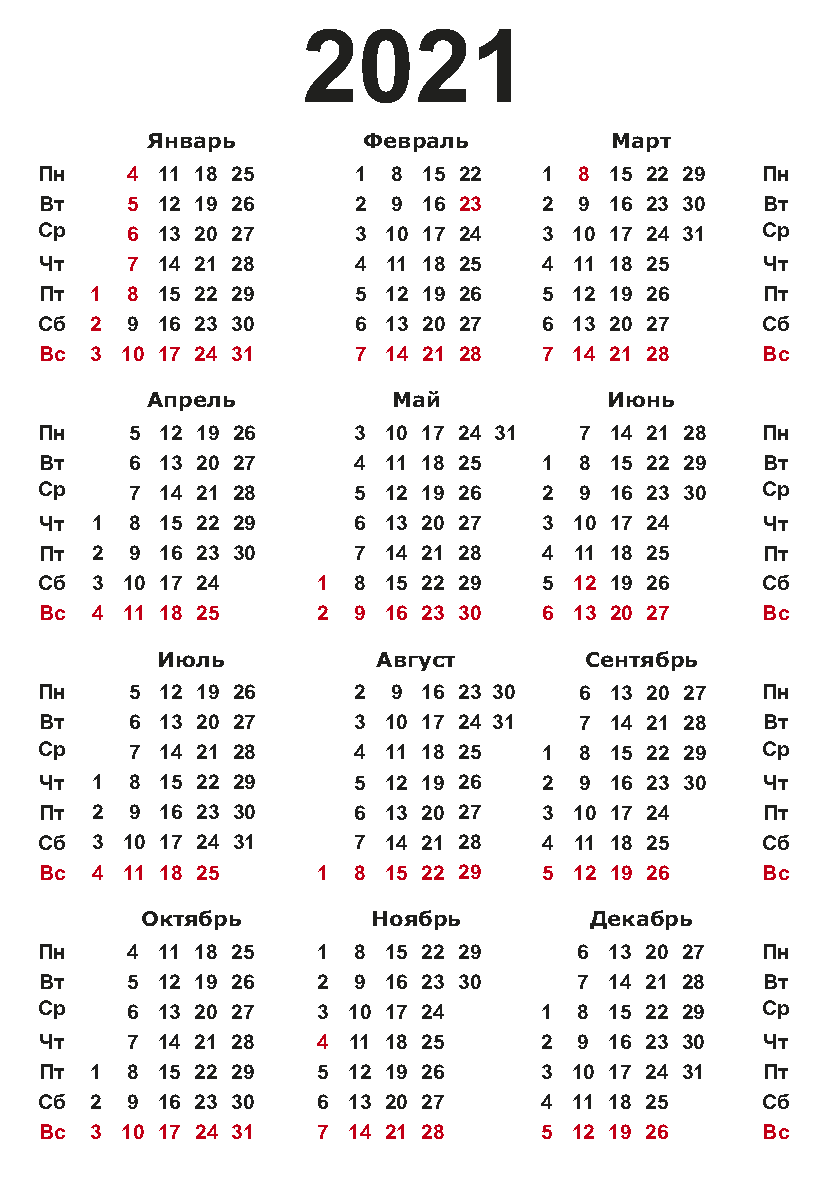 2021
Январь Февраль Март
Пн 4 11 18 25 1 8 15 22 1 8 15 22 29 Пн
Вт 5 12 19 26 2 9 16 23 2 9 16 23 30 Вт
Ср 6 13 20 27 3 10 17 24 3 10 17 24 31 Ср
Чт 7 14 21 28 4 11 18 25 4 11 18 25 Чт
Пт 1 8 15 22 29 5 12 19 26 5 12 19 26 Пт
Сб 2 9 16 23 30 6 13 20 27 6 13 20 27 Сб
Вс 3 10 17 24 31 7 14 21 28 7 14 21 28 Вс
Апрель Май Июнь
Пн 5 12 19 26 3 10 17 24 31 7 14 21 28 Пн
Вт 6 13 20 27 4 11 18 25 1 8 15 22 29 Вт
Ср 7 14 21 28 5 12 19 26 2 9 16 23 30 Ср
Чт 1 8 15 22 29 6 13 20 27 3 10 17 24 Чт
Пт 2 9 16 23 30 7 14 21 28 4 11 18 25 Пт
Сб 3 10 17 24 1 8 15 22 29 5 12 19 26 Сб
Вс 4 11 18 25 2 9 16 23 30 6 13 20 27 Вс
Июль Август Сентябрь
Пн 5 12 19 26 2 9 16 23 30 6 13 20 27 Пн
Вт 6 13 20 27 3 10 17 24 31 7 14 21 28 Вт
Ср 7 14 21 28 4 11 18 25 1 8 15 22 29 Ср
Чт 1 8 15 22 29 5 12 19 26 2 9 16 23 30 Чт
Пт 2 9 16 23 30 6 13 20 27 3 10 17 24 Пт
Сб 3 10 17 24 31 7 14 21 28 4 11 18 25 Сб
Вс 4 11 18 25 1 8 15 22 29 5 12 19 26 Вс
Октябрь Ноябрь Декабрь
Пн 4 11 18 25 1 8 15 22 29 6 13 20 27 Пн
Вт 5 12 19 26 2 9 16 23 30 7 14 21 28 Вт
Ср 6 13 20 27 3 10 17 24 1 8 15 22 29 Ср
Чт 7 14 21 28 4 11 18 25 2 9 16 23 30 Чт
Пт 1 8 15 22 29 5 12 19 26 3 10 17 24 31 Пт
Сб 2 9 16 23 30 6 13 20 27 4 11 18 25 Сб
Вс 3 10 17 24 31 7 14 21 28 5 12 19 26 Вс